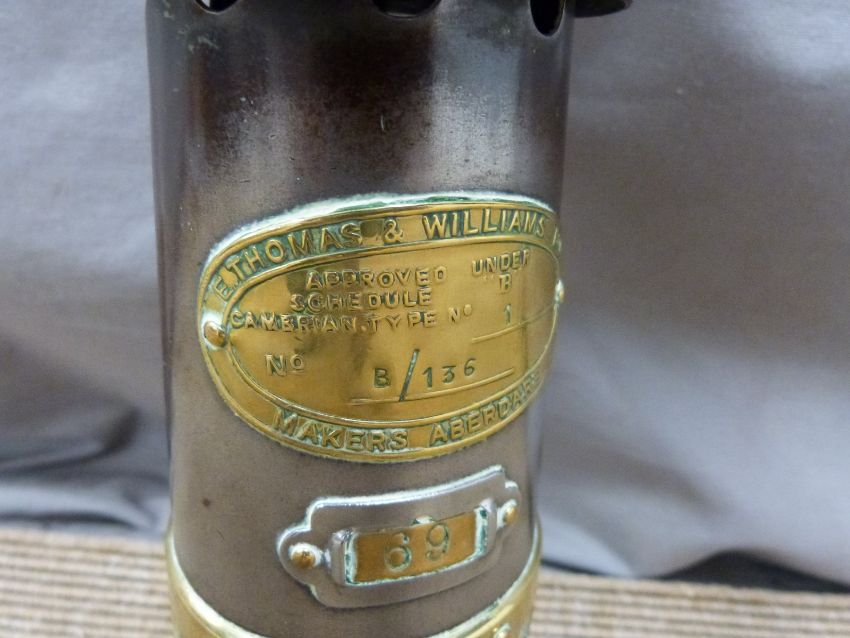 E. THOMAS & WILLIAMS
APPROVED UNDER
SCHEDULE "B"
CAMBRIAN. TYPE Nº 1
Nº B/136
MAKERS ABERDARE
69